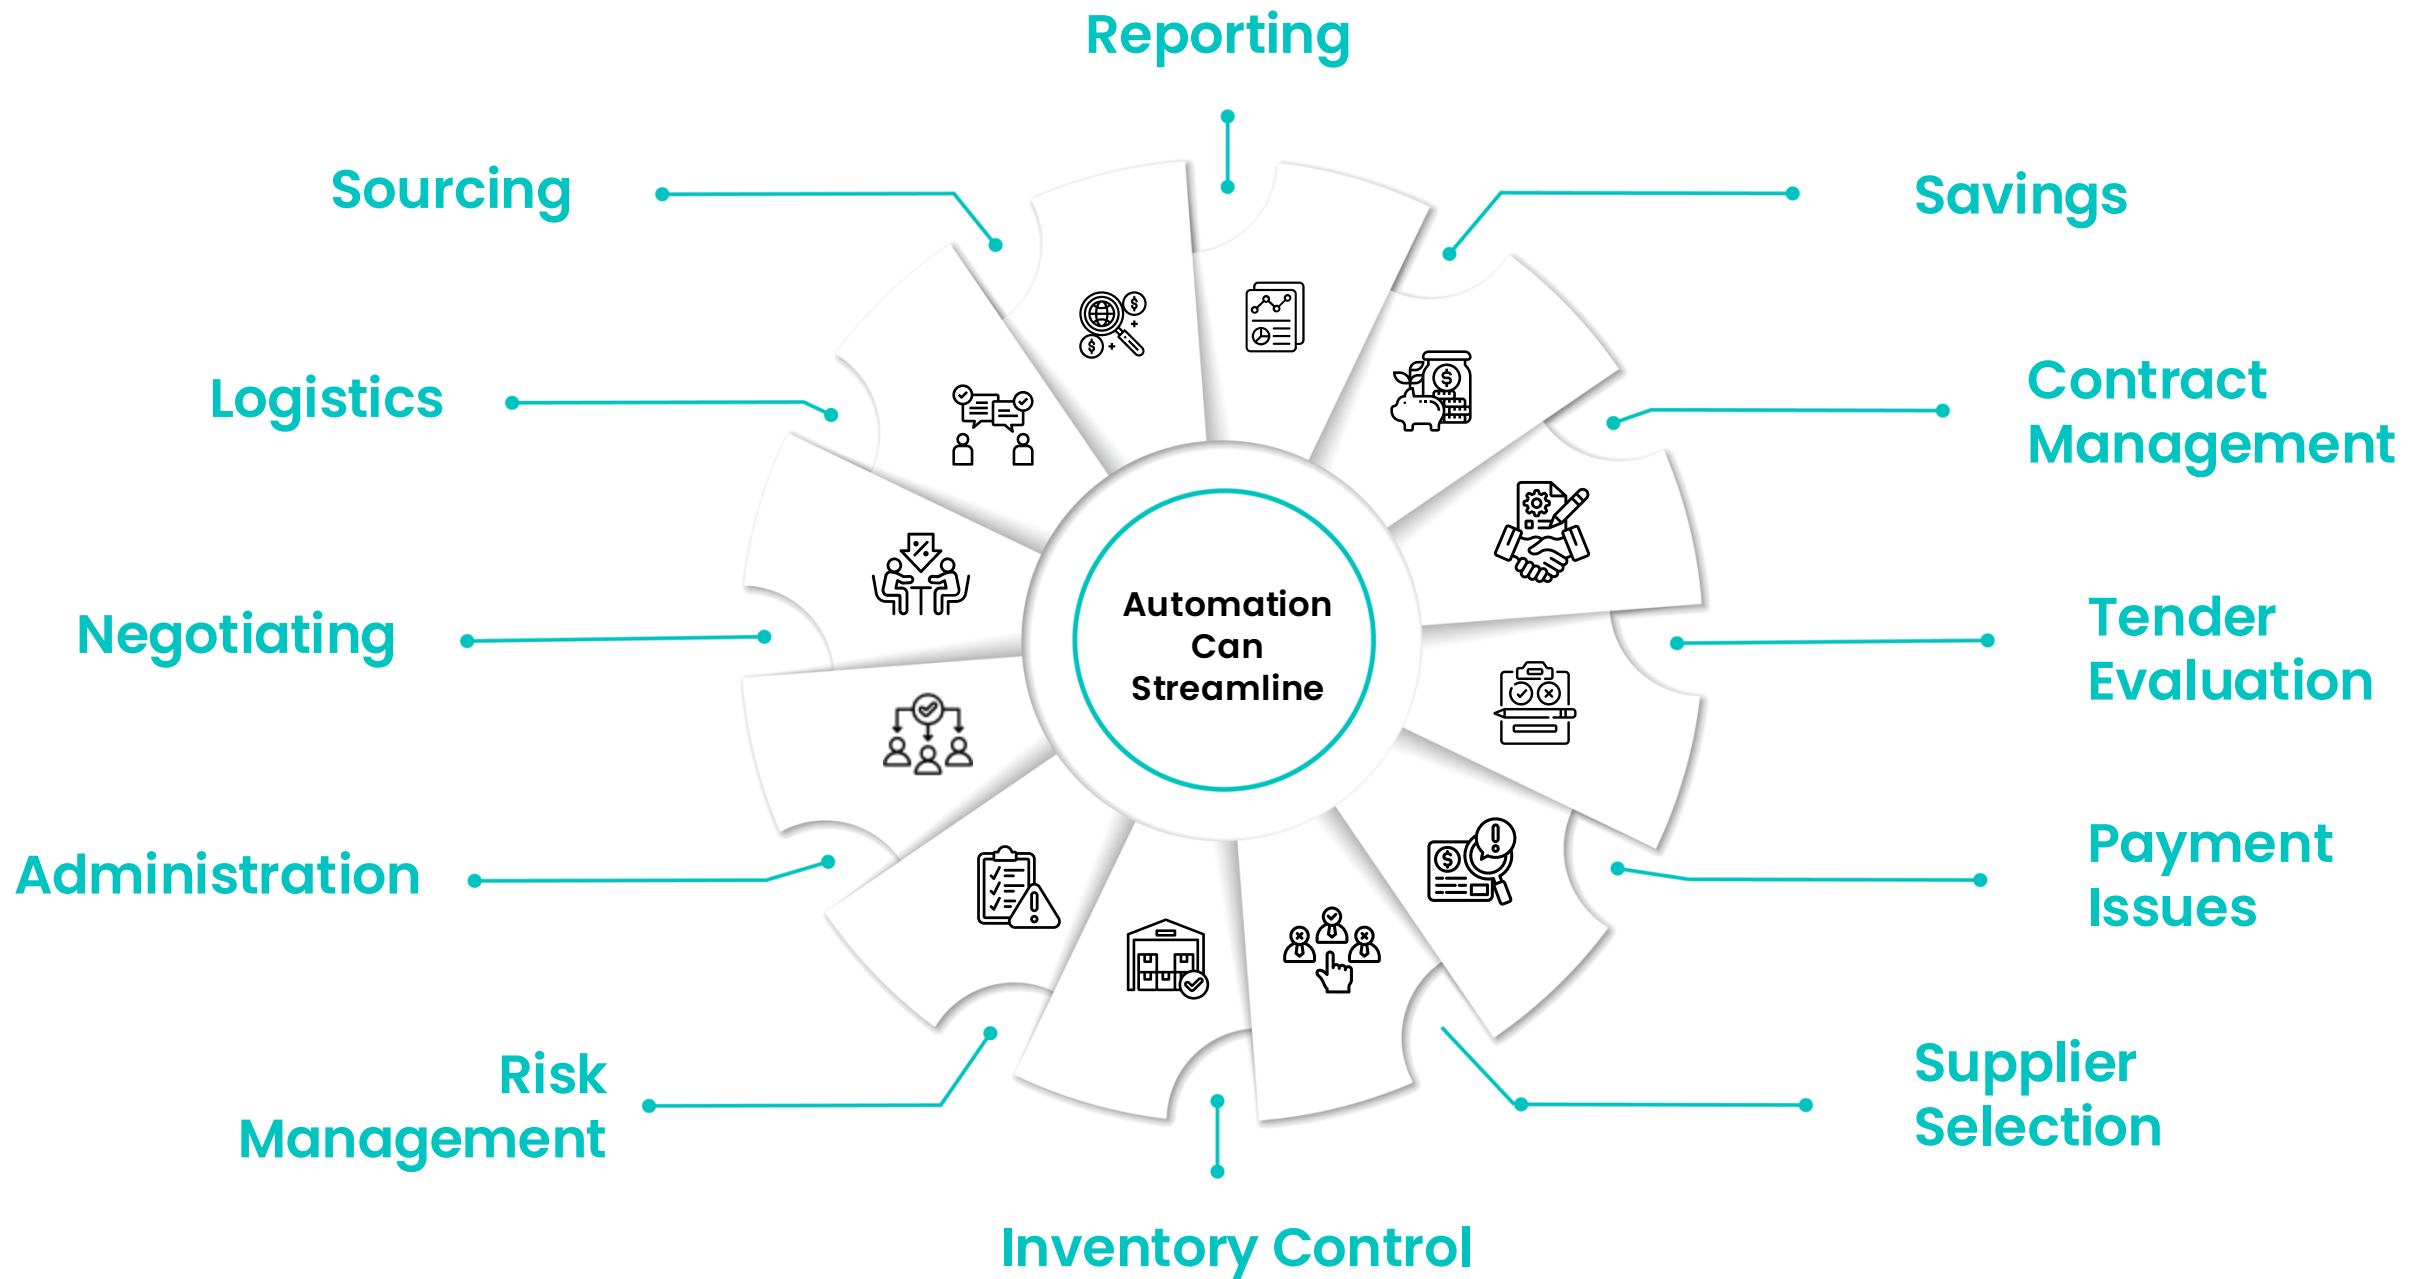 Reporting
Sourcing
Savings
Logistics
Contract
Management
Negotiating
Automation
Can
Streamline
Tender
Evaluation
Administration
Payment
Issues
Risk
Management
Supplier
Selection
Inventory Control